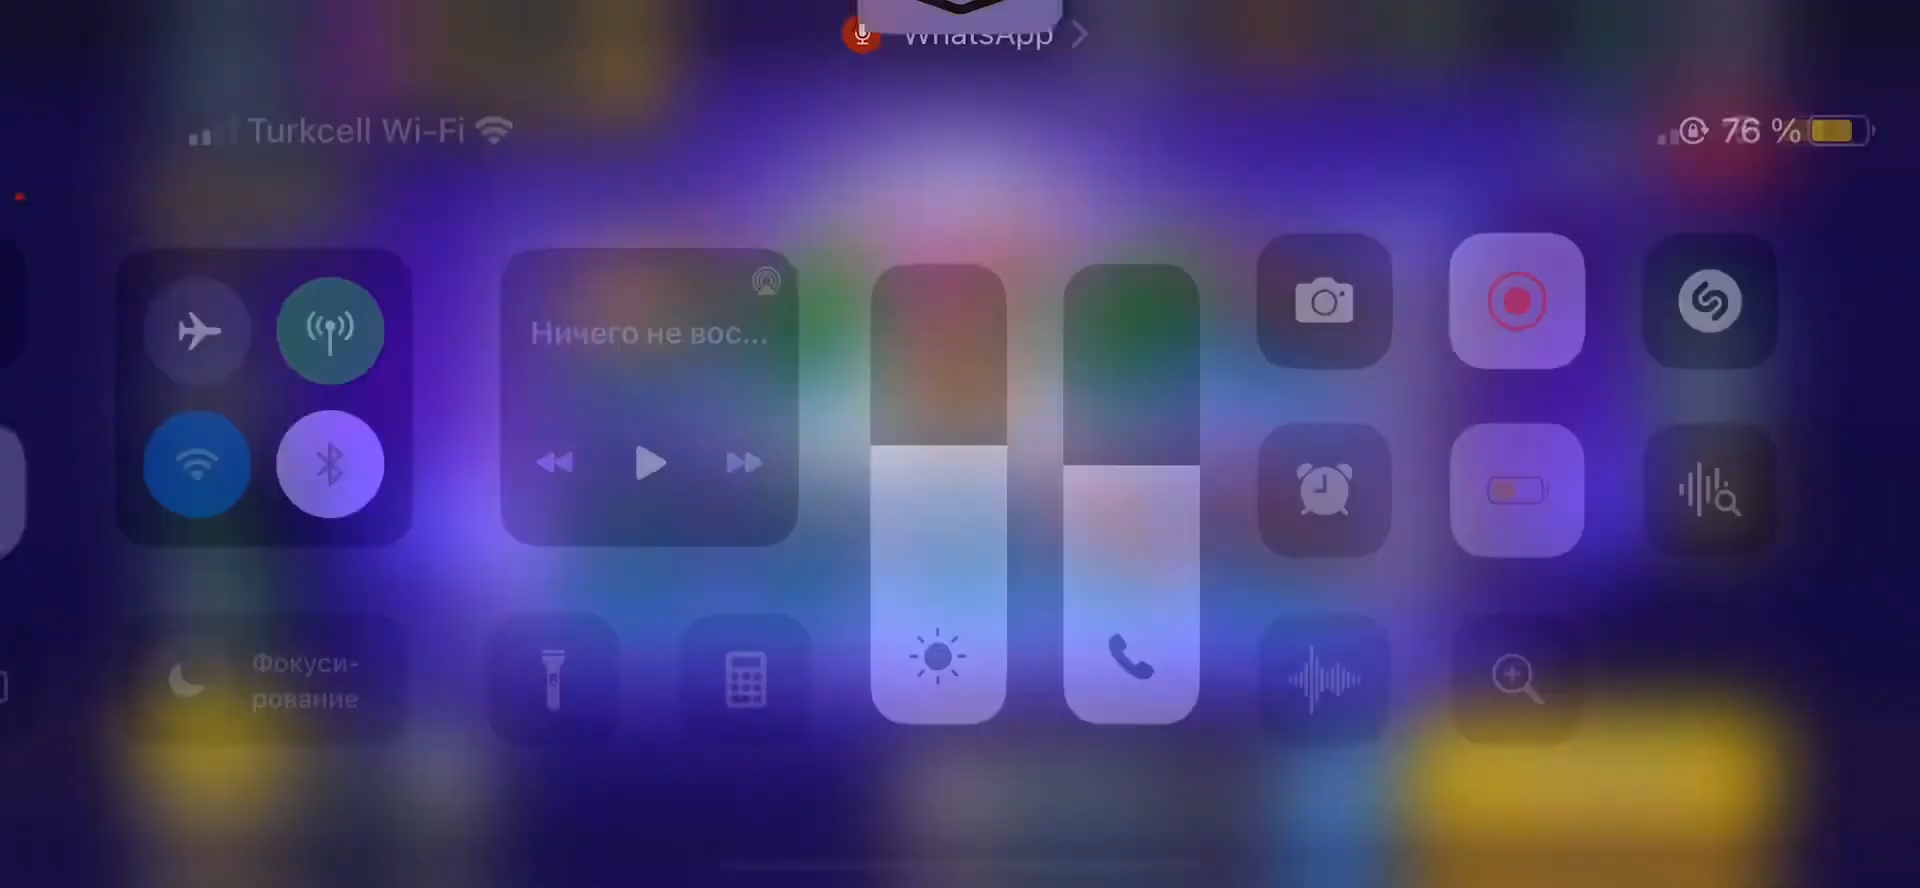 WhatsApp
Turkcell Wi-Fi
76 %
Ничего не вос...
Фокуси-
рование